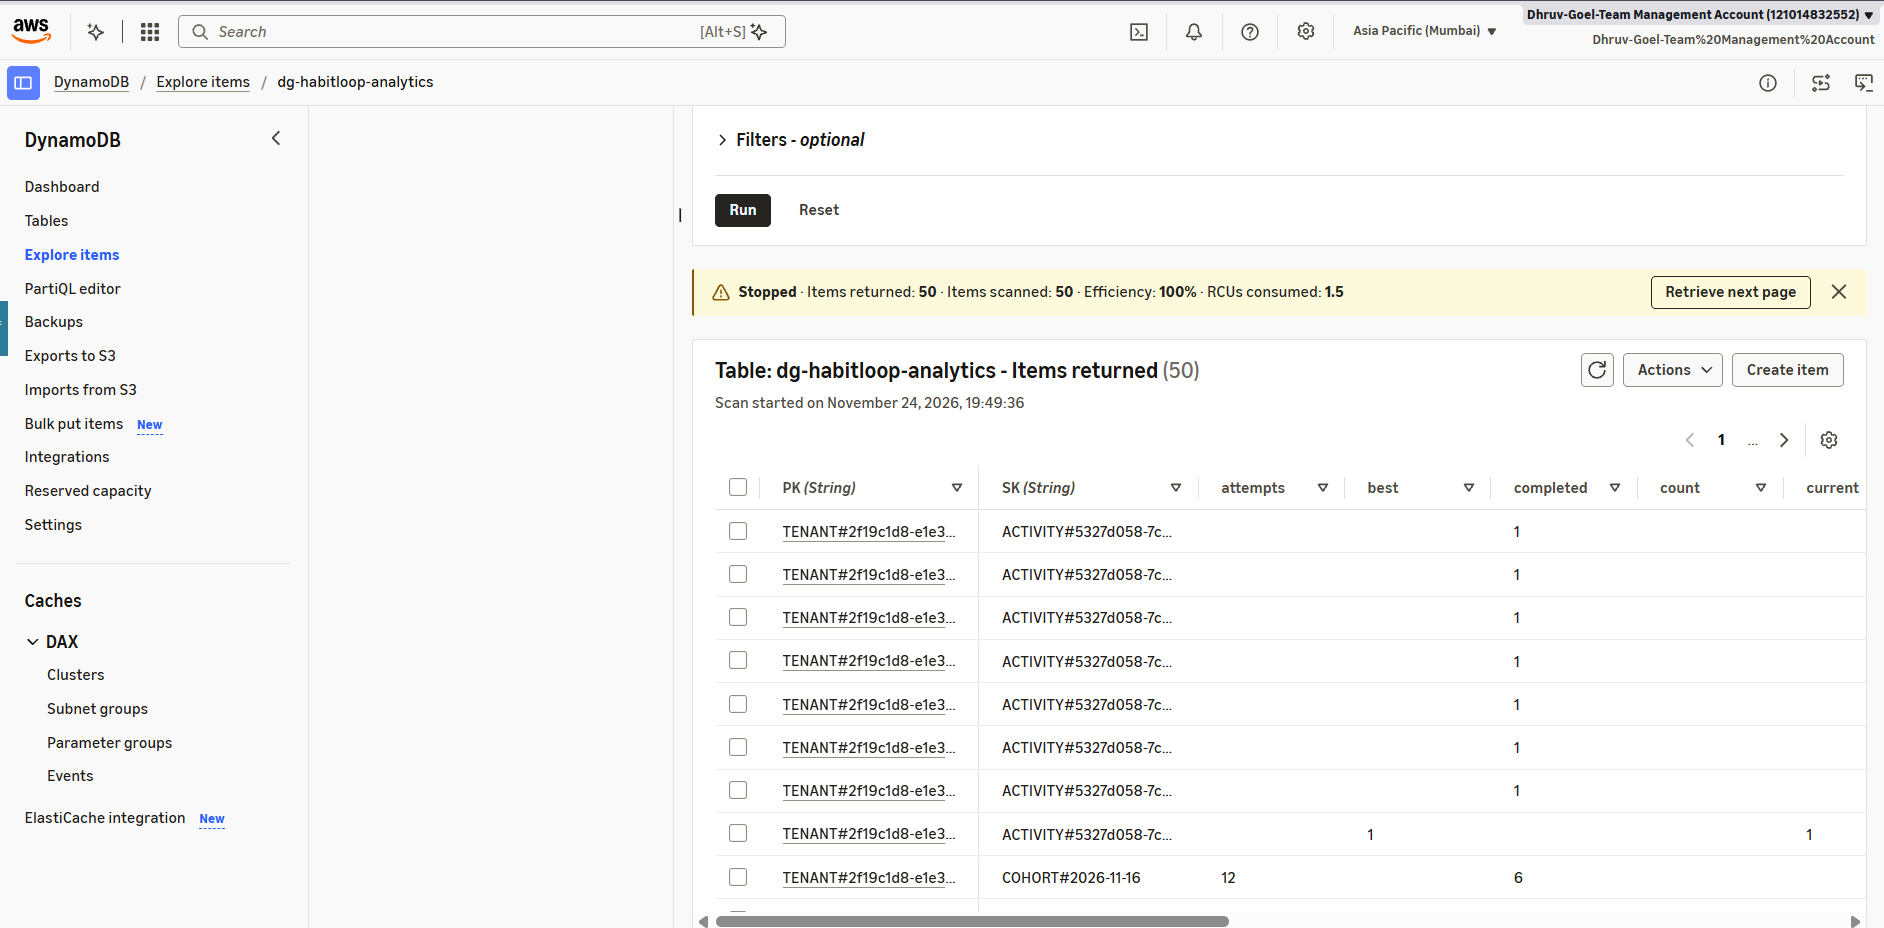 aws
Search [Alt+S]
Asia Pacific (Mumbai)
Dhruv-Goel-Team Management Account (121014832552)
Dhruv-Goel-Team%20Management%20Account
DynamoDB / Explore items / dg-habitloop-analytics
DynamoDB
Dashboard
Tables
Explore items
PartiQL editor
Backups
Exports to S3
Imports from S3
Bulk put items New
Integrations
Reserved capacity
Settings
Caches
DAX
Clusters
Subnet groups
Parameter groups
Events
ElastiCache integration New
Filters - optional
Run Reset
Stopped · Items returned: 50 · Items scanned: 50 · Efficiency: 100% · RCUs consumed: 1.5
Retrieve next page
Table: dg-habitloop-analytics - Items returned (50)
Actions
Create item
Scan started on November 24, 2026, 19:49:36
1 ...
PK (String) SK (String) attempts best completed count current
TENANT#2f19c1d8-e1e3... ACTIVITY#5327d058-7c... 1
TENANT#2f19c1d8-e1e3... ACTIVITY#5327d058-7c... 1
TENANT#2f19c1d8-e1e3... ACTIVITY#5327d058-7c... 1
TENANT#2f19c1d8-e1e3... ACTIVITY#5327d058-7c... 1
TENANT#2f19c1d8-e1e3... ACTIVITY#5327d058-7c... 1
TENANT#2f19c1d8-e1e3... ACTIVITY#5327d058-7c... 1
TENANT#2f19c1d8-e1e3... ACTIVITY#5327d058-7c... 1
TENANT#2f19c1d8-e1e3... ACTIVITY#5327d058-7c... 1 1
TENANT#2f19c1d8-e1e3... COHORT#2026-11-16 12 6